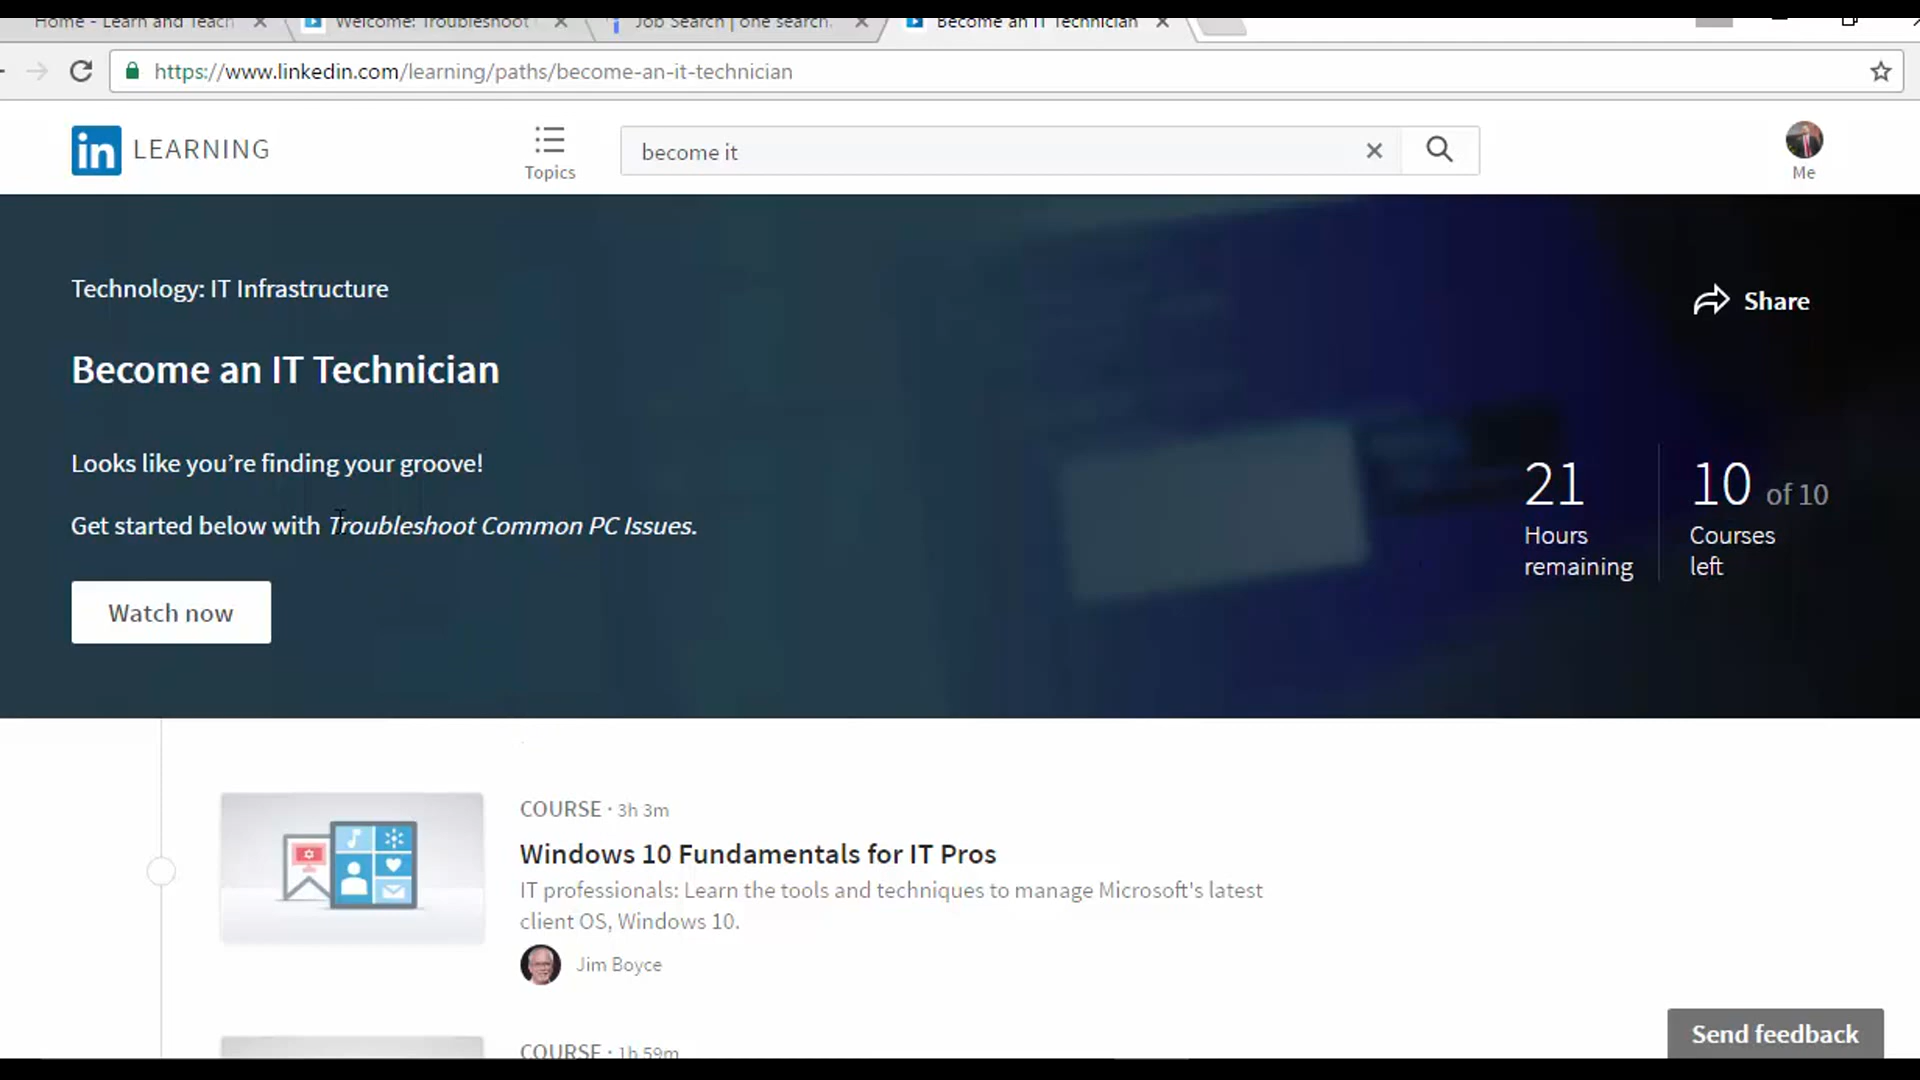 Home - Learn and Teach
Welcome: Troubleshoot
Job Search | one search.
Become an IT Technician
https://www.linkedin.com/learning/paths/become-an-it-technician
in LEARNING
Topics
become it
Me
Technology: IT Infrastructure
Share
Become an IT Technician
Looks like you're finding your groove!
Get started below with Troubleshoot Common PC Issues.
21
Hours
remaining
10 of 10
Courses
left
Watch now
COURSE · 3h 3m
Windows 10 Fundamentals for IT Pros
IT professionals: Learn the tools and techniques to manage Microsoft's latest
client OS, Windows 10.
Jim Boyce
Send feedback
COURSE · 1h 59m